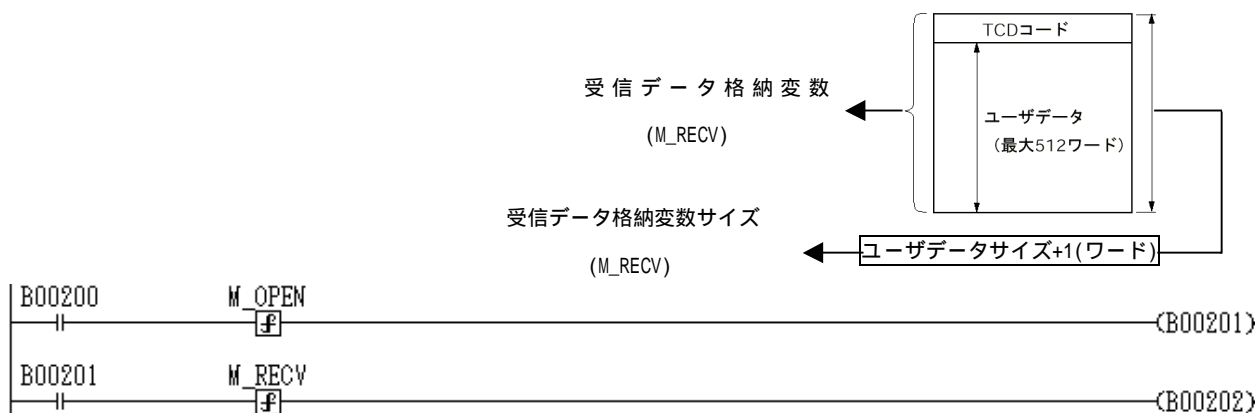 TCDコード
受信データ格納変数
(M_RECV)
ユーザデータ
（最大512ワード）
受信データ格納変数サイズ
(M_RECV)
ユーザデータサイズ+1(ワード)
B00200 M_OPEN (B00201)
B00201 M_RECV (B00202)